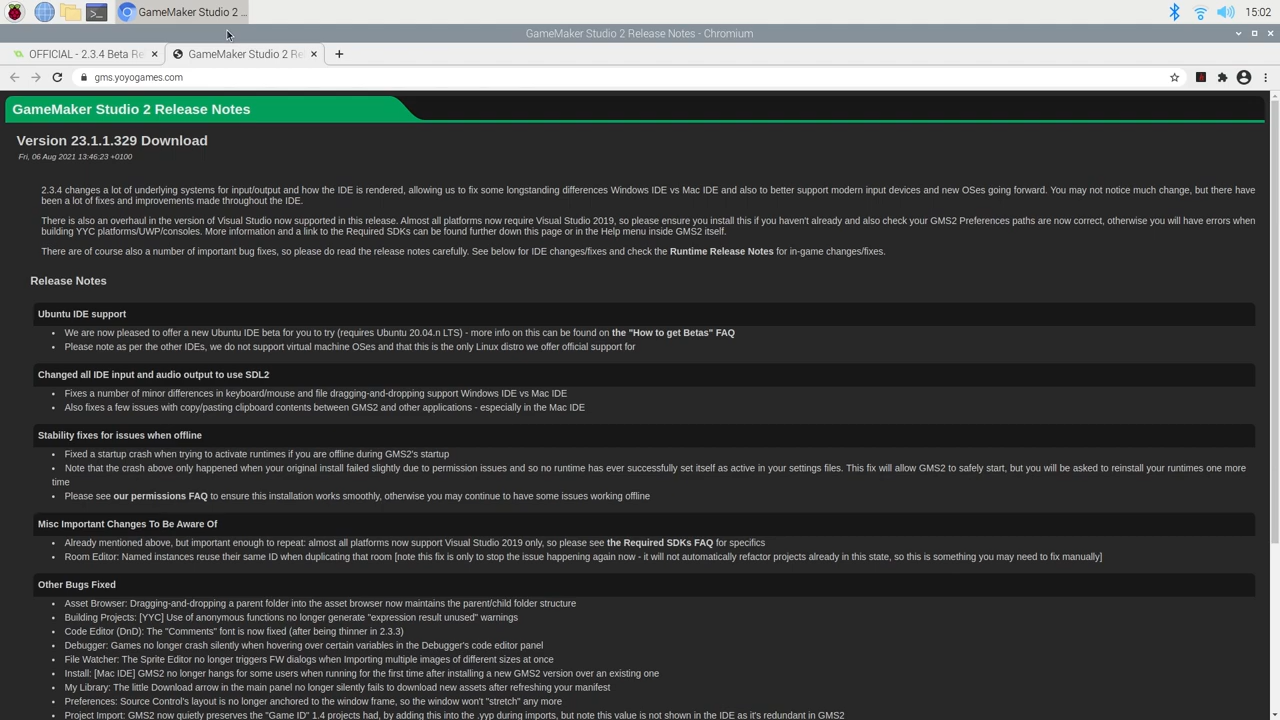 GameMaker Studio 2 ...
15:02
GameMaker Studio 2 Release Notes - Chromium
OFFICIAL - 2.3.4 Beta Re
GameMaker Studio 2 Re
gms.yoyogames.com
GameMaker Studio 2 Release Notes
Version 23.1.1.329 Download
Fri, 06 Aug 2021 13:46:23 +0100
2.3.4 changes a lot of underlying systems for input/output and how the IDE is rendered, allowing us to fix some longstanding differences Windows IDE vs Mac IDE and also to better support modern input devices and new OSes going forward. You may not notice much change, but there have
been a lot of fixes and improvements made throughout the IDE.
There is also an overhaul in the version of Visual Studio now supported in this release. Almost all platforms now require Visual Studio 2019, so please ensure you install this if you haven't already and also check your GMS2 Preferences paths are now correct, otherwise you will have errors when
building YYC platforms/UWP/consoles. More information and a link to the Required SDKs can be found further down this page or in the Help menu inside GMS2 itself.
There are of course also a number of important bug fixes, so please do read the release notes carefully. See below for IDE changes/fixes and check the Runtime Release Notes for in-game changes/fixes.
Release Notes
Ubuntu IDE support
• We are now pleased to offer a new Ubuntu IDE beta for you to try (requires Ubuntu 20.04.n LTS) - more info on this can be found on the "How to get Betas" FAQ
• Please note as per the other IDEs, we do not support virtual machine OSes and that this is the only Linux distro we offer official support for
Changed all IDE input and audio output to use SDL2
• Fixes a number of minor differences in keyboard/mouse and file dragging-and-dropping support Windows IDE vs Mac IDE
• Also fixes a few issues with copy/pasting clipboard contents between GMS2 and other applications - especially in the Mac IDE
Stability fixes for issues when offline
• Fixed a startup crash when trying to activate runtimes if you are offline during GMS2's startup
• Note that the crash above only happened when your original install failed slightly due to permission issues and so no runtime has ever successfully set itself as active in your settings files. This fix will allow GMS2 to safely start, but you will be asked to reinstall your runtimes one more
time
• Please see our permissions FAQ to ensure this installation works smoothly, otherwise you may continue to have some issues working offline
Misc Important Changes To Be Aware Of
• Already mentioned above, but important enough to repeat: almost all platforms now support Visual Studio 2019 only, so please see the Required SDKs FAQ for specifics
• Room Editor: Named instances reuse their same ID when duplicating that room [note this fix is only to stop the issue happening again now - it will not automatically refactor projects already in this state, so this is something you may need to fix manually]
Other Bugs Fixed
• Asset Browser: Dragging-and-dropping a parent folder into the asset browser now maintains the parent/child folder structure
• Building Projects: [YYC] Use of anonymous functions no longer generate "expression result unused" warnings
• Code Editor (DnD): The "Comments" font is now fixed (after being thinner in 2.3.3)
• Debugger: Games no longer crash silently when hovering over certain variables in the Debugger's code editor panel
• File Watcher: The Sprite Editor no longer triggers FW dialogs when Importing multiple images of different sizes at once
• Install: [Mac IDE] GMS2 no longer hangs for some users when running for the first time after installing a new GMS2 version over an existing one
• My Library: The little Download arrow in the main panel no longer silently fails to download new assets after refreshing your manifest
• Preferences: Source Control's layout is no longer anchored to the window frame, so the window won't "stretch" any more
• Project Import: GMS2 now quietly preserves the "Game ID" 1.4 projects had, by adding this into the .yyp during imports, but note this value is not shown in the IDE as it's redundant in GMS2